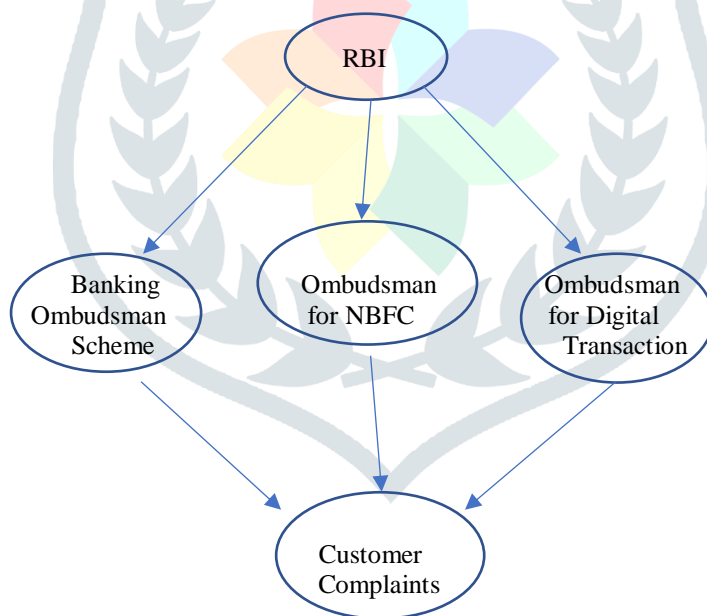 RBI
Banking
Ombudsman
Scheme
Ombudsman
for NBFC
Ombudsman
for Digital
Transaction
Customer
Complaints